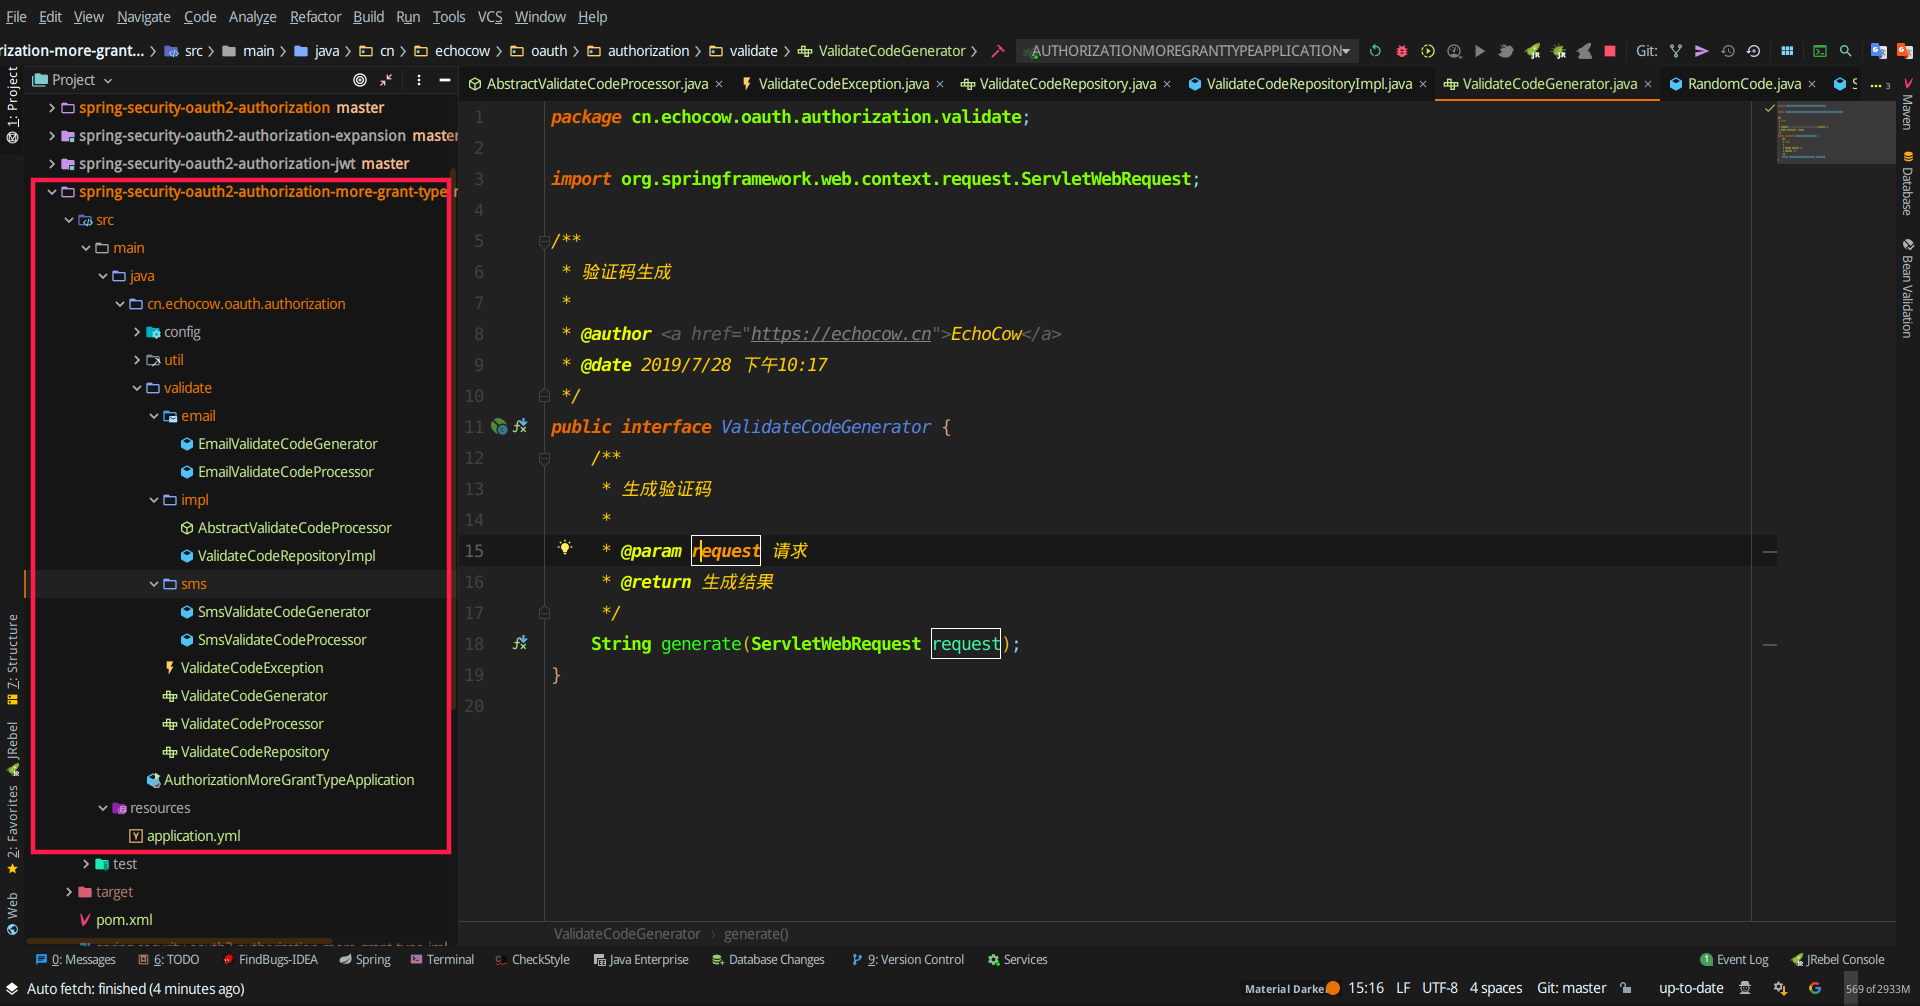 File Edit View Navigate Code Analyze Refactor Build Run Tools VCS Window Help
rization-more-grant... src main java cn echocow oauth authorization validate ValidateCodeGenerator AUTHORIZATIONMOREGRANTTYPEAPPLICATION Git:
Project
AbstractValidateCodeProcessor.java ValidateCodeException.java ValidateCodeRepository.java ValidateCodeRepositoryImpl.java ValidateCodeGenerator.java RandomCode.java S ... 3
1: Project
7: Structure
JRebel
2: Favorites
Web
spring-security-oauth2-authorization master
spring-security-oauth2-authorization-expansion master
spring-security-oauth2-authorization-jwt master
spring-security-oauth2-authorization-more-grant-type
src
main
java
cn.echocow.oauth.authorization
config
util
validate
email
EmailValidateCodeGenerator
EmailValidateCodeProcessor
impl
AbstractValidateCodeProcessor
ValidateCodeRepositoryImpl
sms
SmsValidateCodeGenerator
SmsValidateCodeProcessor
ValidateCodeException
ValidateCodeGenerator
ValidateCodeProcessor
ValidateCodeRepository
AuthorizationMoreGrantTypeApplication
resources
application.yml
test
target
pom.xml
1 package cn.echocow.oauth.authorization.validate;
2
3 import org.springframework.web.context.request.ServletWebRequest;
4
5 /**
6 * 验证码生成
7 *
8 * @author <a href="https://echocow.cn">EchoCow</a>
9 * @date 2019/7/28 下午10:17
10 */
11 public interface ValidateCodeGenerator {
12 /**
13 * 生成验证码
14 *
15 * @param request 请求
16 * @return 生成结果
17 */
18 String generate(ServletWebRequest request);
19 }
20
Maven
Database
Bean Validation
ValidateCodeGenerator › generate()
0: Messages 6: TODO FindBugs-IDEA Spring Terminal CheckStyle Java Enterprise Database Changes 9: Version Control Services 1 Event Log JRebel Console
Auto fetch: finished (4 minutes ago) Material Darke 15:16 LF UTF-8 4 spaces Git: master up-to-date 569 of 2933M